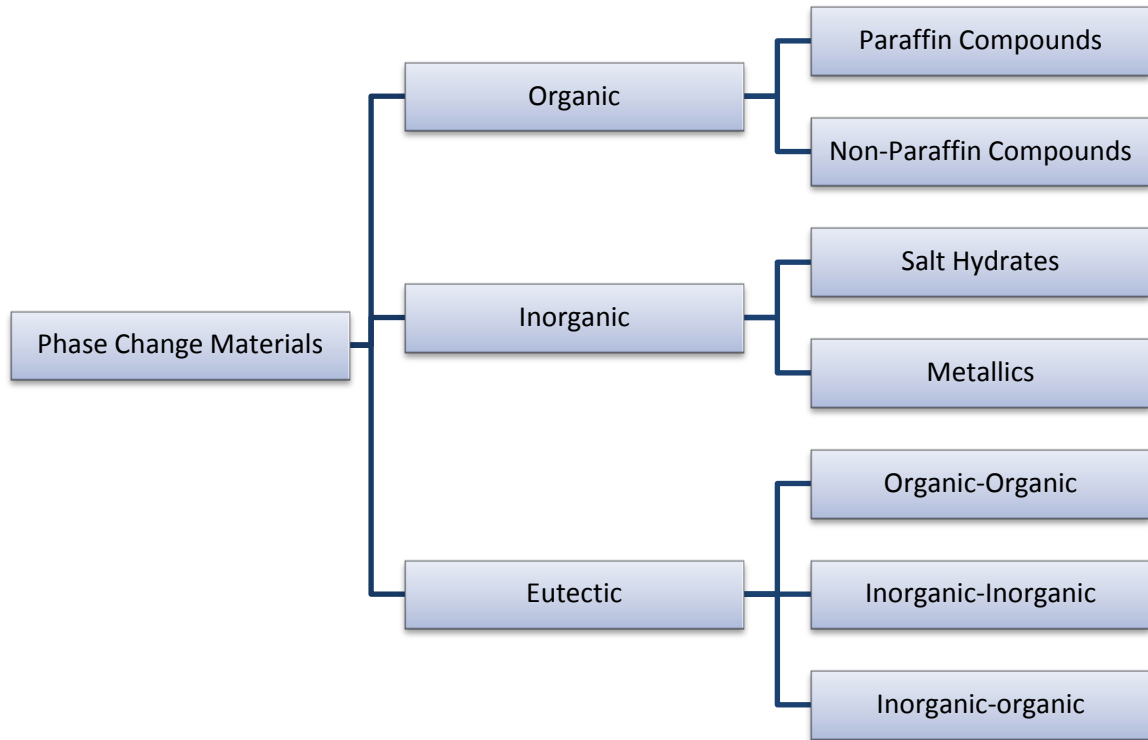 Phase Change Materials
Organic
Paraffin Compounds
Non-Paraffin Compounds
Inorganic
Salt Hydrates
Metallics
Eutectic
Organic-Organic
Inorganic-Inorganic
Inorganic-organic